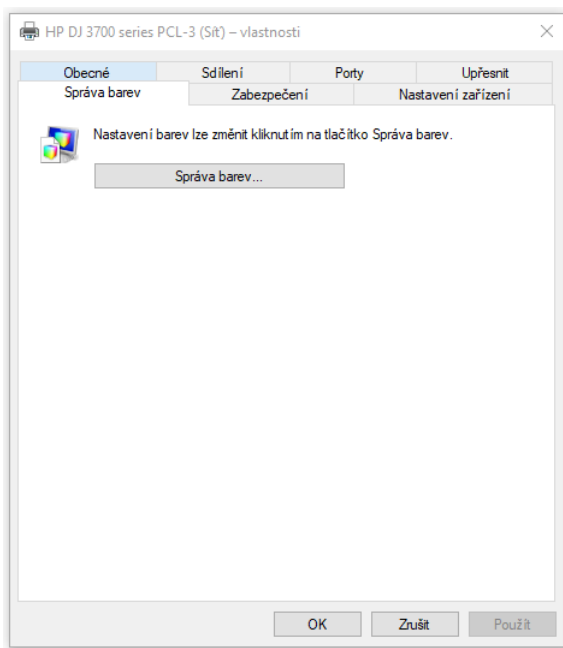 HP DJ 3700 series PCL-3 (Síť) – vlastnosti
Obecné Sdílení Porty Upřesnit
Správa barev Zabezpečení Nastavení zařízení
Nastavení barev lze změnit kliknutím na tlačítko Správa barev.
Správa barev...
OK Zrušit Použít